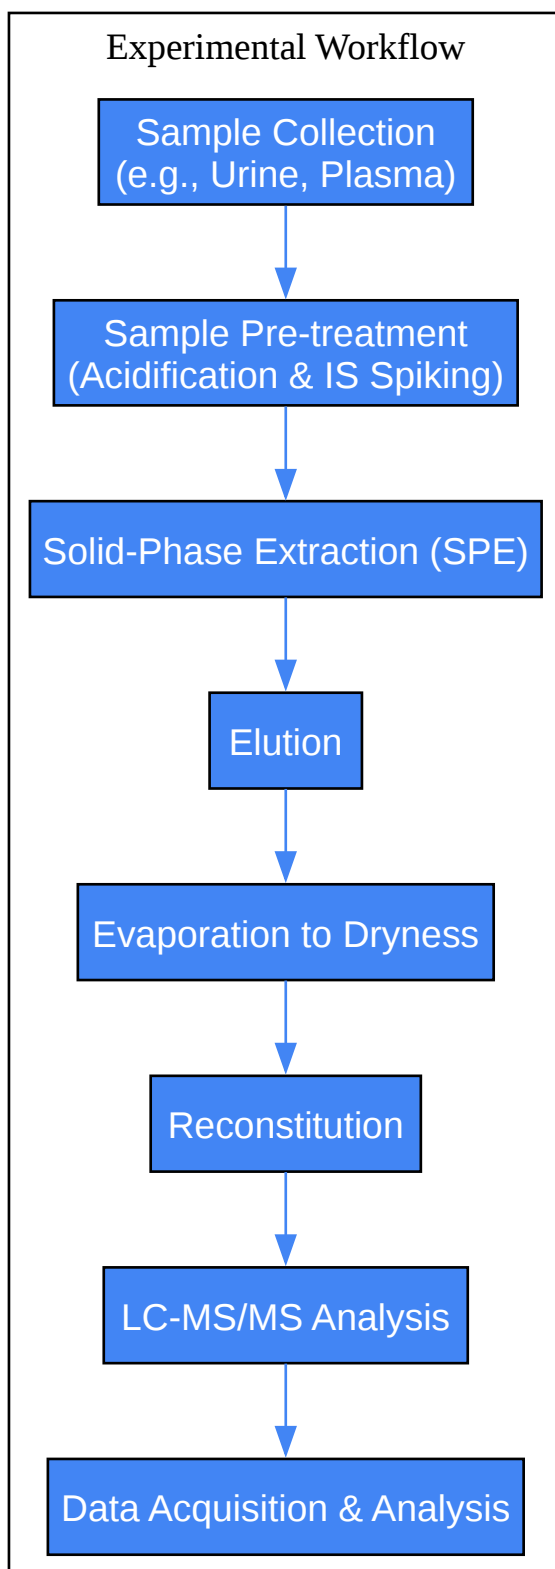 Experimental Workflow
Sample Collection
(e.g., Urine, Plasma)
Sample Pre-treatment
(Acidification & IS Spiking)
Solid-Phase Extraction (SPE)
Elution
Evaporation to Dryness
Reconstitution
LC-MS/MS Analysis
Data Acquisition & Analysis